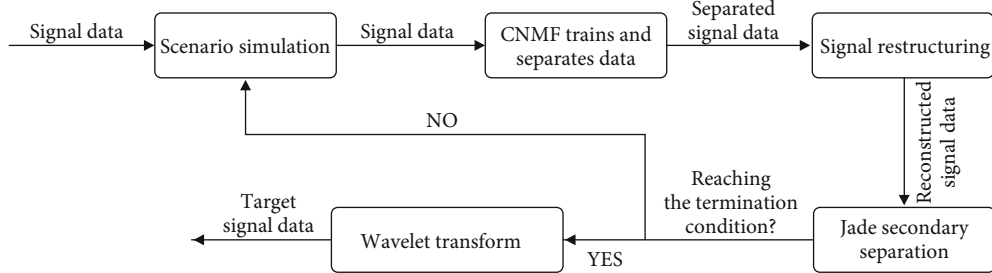 Signal data
Scenario simulation
Signal data
CNMF trains and
separates data
Separated
signal data
Signal restructuring
Reconstructed
signal data
NO
Reaching
the termination
condition?
Jade secondary
separation
YES
Wavelet transform
Target
signal data